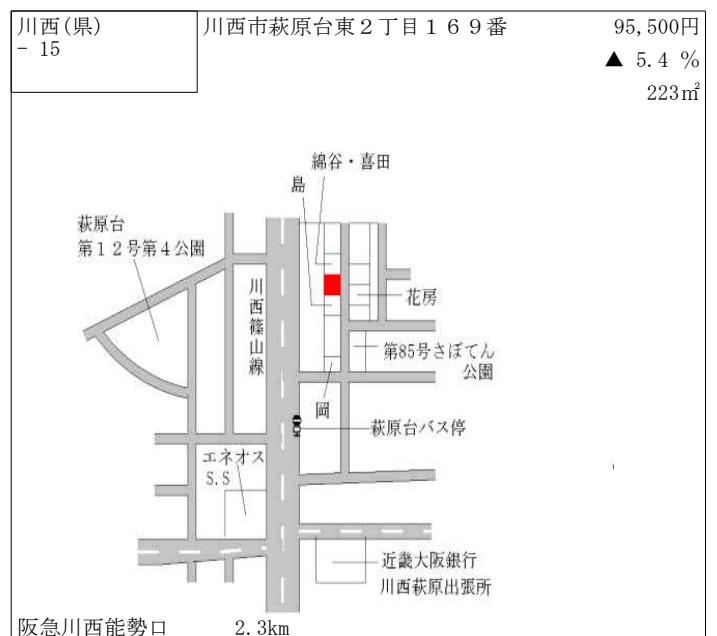 川西(県)
- 15
川西市萩原台東２丁目１６９番
95,500円
▲ 5.4 %
223㎡
綿谷・喜田
島
萩原台
第１２号第４公園
川西篠山線
花房
第85号さぼてん
公園
岡
萩原台バス停
エネオス
S.S
近畿大阪銀行
川西萩原出張所
阪急川西能勢口 2.3km